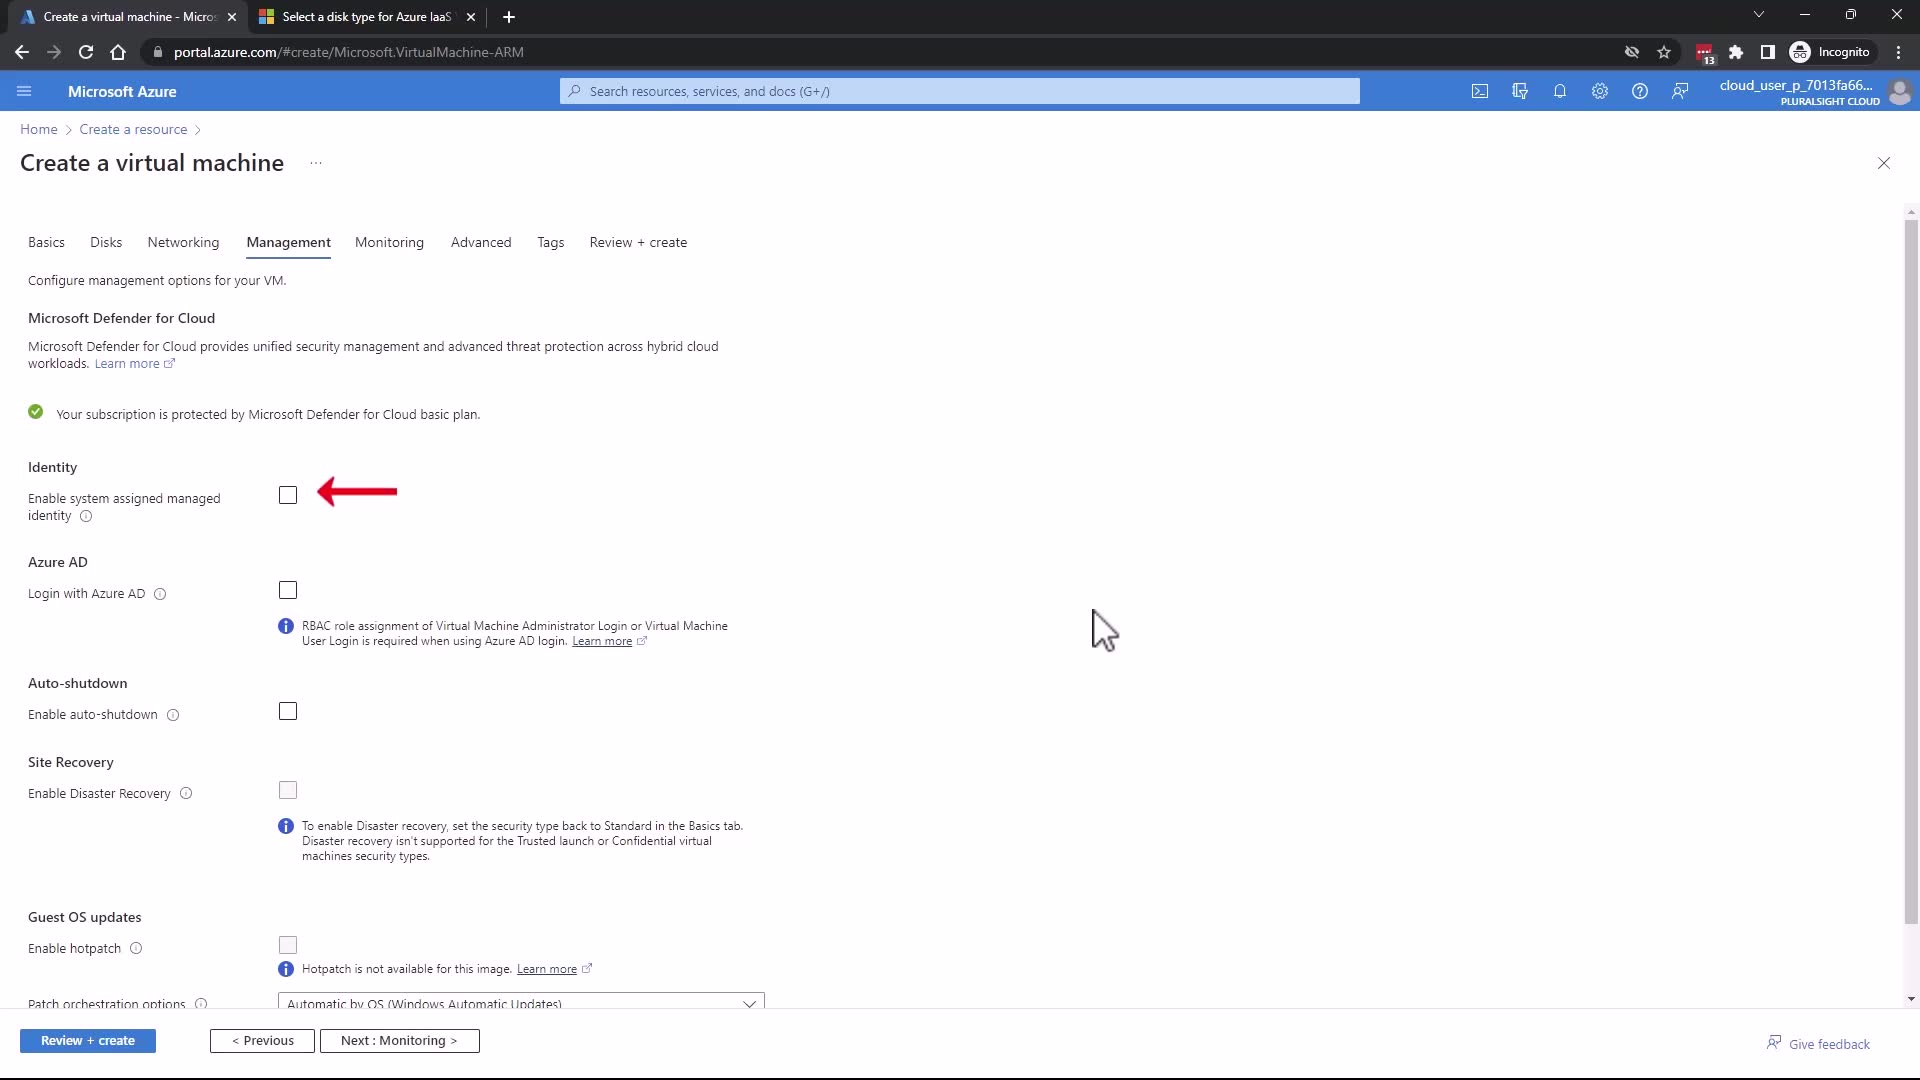 Create a virtual machine - Micros
Select a disk type for Azure IaaS
portal.azure.com/#create/Microsoft.VirtualMachine-ARM
13
Incognito
Microsoft Azure
Search resources, services, and docs (G+/)
cloud_user_p_7013fa66...
PLURALSIGHT CLOUD
Home > Create a resource >
Create a virtual machine ...
Basics Disks Networking Management Monitoring Advanced Tags Review + create
Configure management options for your VM.
Microsoft Defender for Cloud
Microsoft Defender for Cloud provides unified security management and advanced threat protection across hybrid cloud
workloads. Learn more
Your subscription is protected by Microsoft Defender for Cloud basic plan.
Identity
Enable system assigned managed
identity
Azure AD
Login with Azure AD
RBAC role assignment of Virtual Machine Administrator Login or Virtual Machine
User Login is required when using Azure AD login. Learn more
Auto-shutdown
Enable auto-shutdown
Site Recovery
Enable Disaster Recovery
To enable Disaster recovery, set the security type back to Standard in the Basics tab.
Disaster recovery isn't supported for the Trusted launch or Confidential virtual
machines security types.
Guest OS updates
Enable hotpatch
Hotpatch is not available for this image. Learn more
Patch orchestration options
Automatic by OS (Windows Automatic Updates)
Review + create
< Previous
Next : Monitoring >
Give feedback